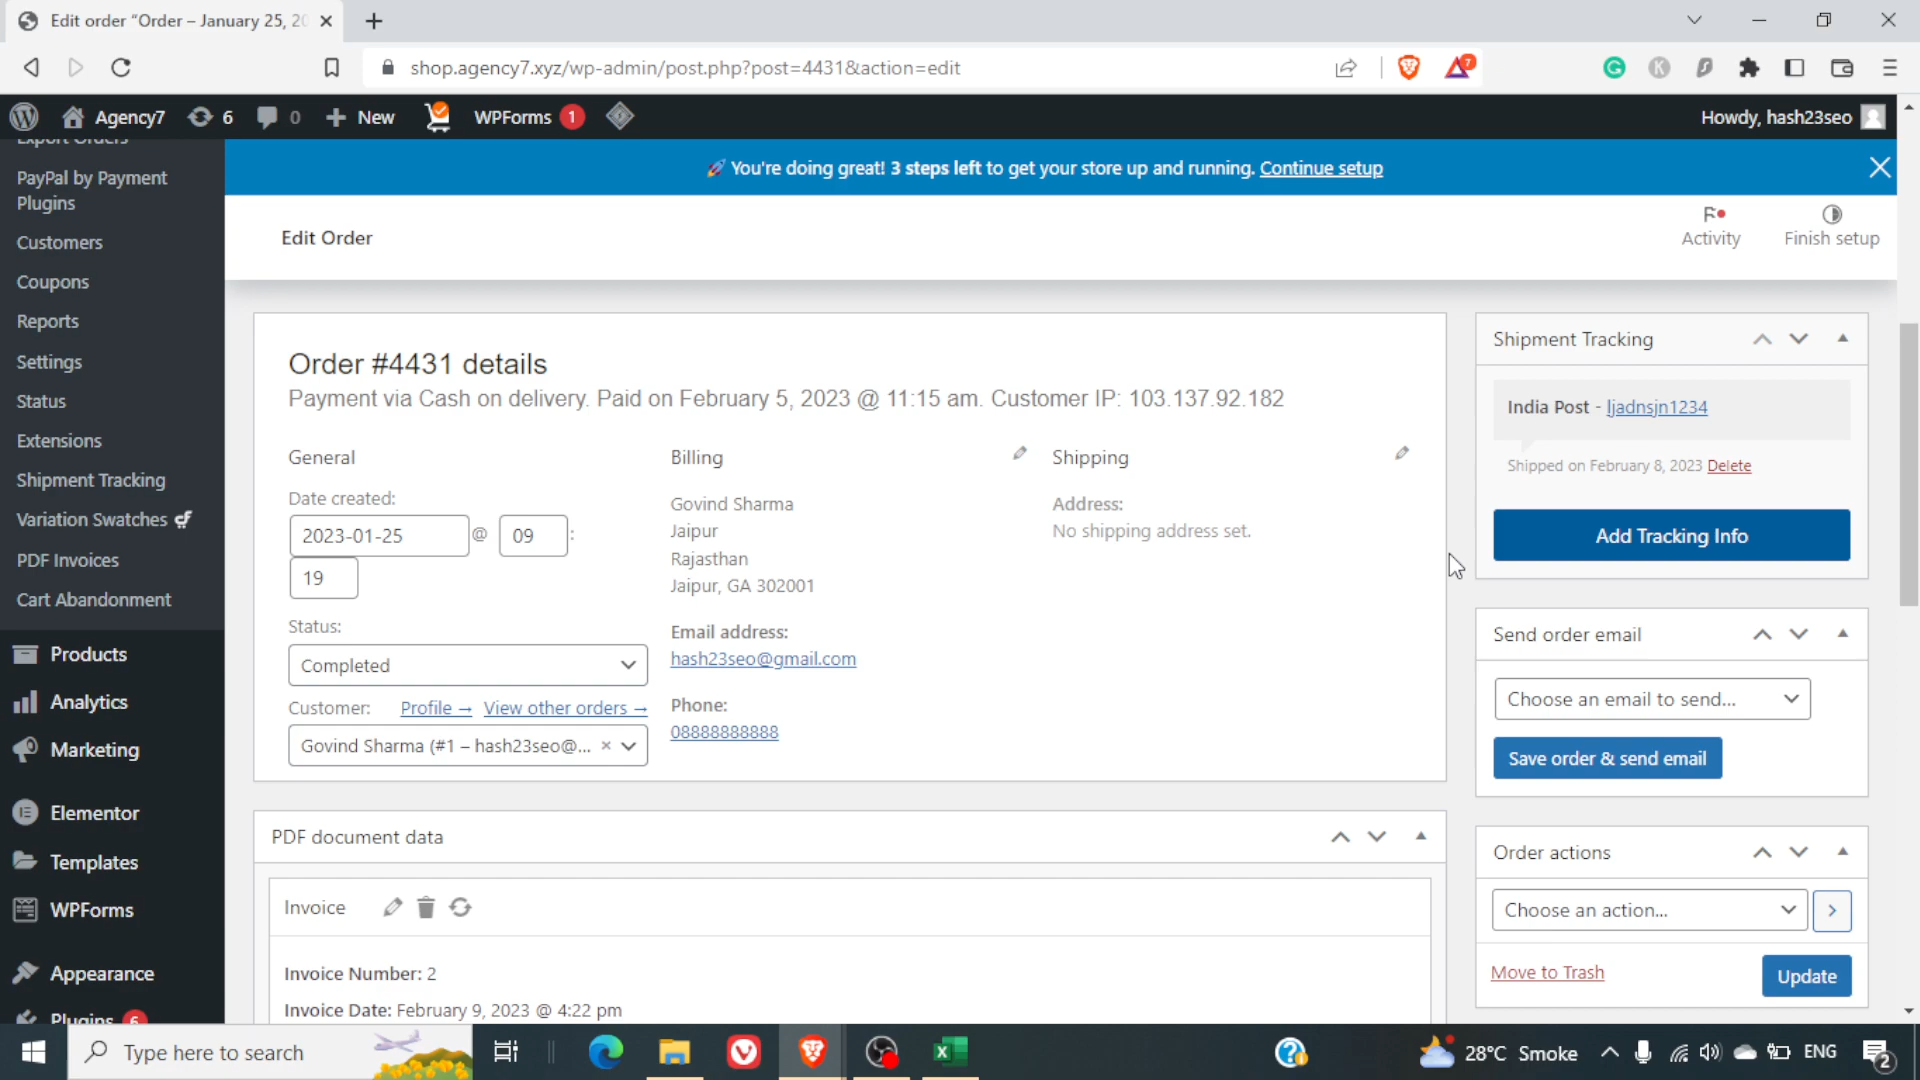 Edit order “Order – January 25, 20
shop.agency7.xyz/wp-admin/post.php?post=4431&action=edit
7
Agency7
6
0
New
WPForms 1
Howdy, hash23seo
Export Orders
PayPal by Payment
Plugins
Customers
Coupons
Reports
Settings
Status
Extensions
Shipment Tracking
Variation Swatches
PDF Invoices
Cart Abandonment
Products
Analytics
Marketing
Elementor
Templates
WPForms
Appearance
Plugins 6
🚀 You're doing great! 3 steps left to get your store up and running. Continue setup
Edit Order
Activity
Finish setup
Order #4431 details
Payment via Cash on delivery. Paid on February 5, 2023 @ 11:15 am. Customer IP: 103.137.92.182
General
Date created:
2023-01-25 @ 09 :
19
Status:
Completed
Customer: Profile → View other orders →
Govind Sharma (#1 – hash23seo@... ×
Billing
Govind Sharma
Jaipur
Rajasthan
Jaipur, GA 302001
Email address:
hash23seo@gmail.com
Phone:
08888888888
Shipping
Address:
No shipping address set.
PDF document data
Invoice
Invoice Number: 2
Invoice Date: February 9, 2023 @ 4:22 pm
Shipment Tracking
India Post - ljadnsjn1234
Shipped on February 8, 2023 Delete
Add Tracking Info
Send order email
Choose an email to send...
Save order & send email
Order actions
Choose an action...
Move to Trash
Update
Type here to search
28°C Smoke
ENG
2